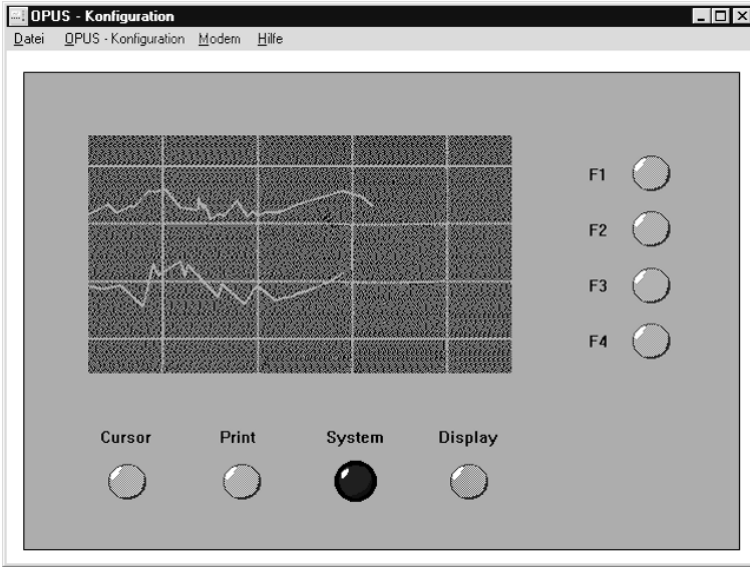 OPUS - Konfiguration
Datei OPUS - Konfiguration Modem Hilfe
F1
F2
F3
F4
Cursor Print System Display